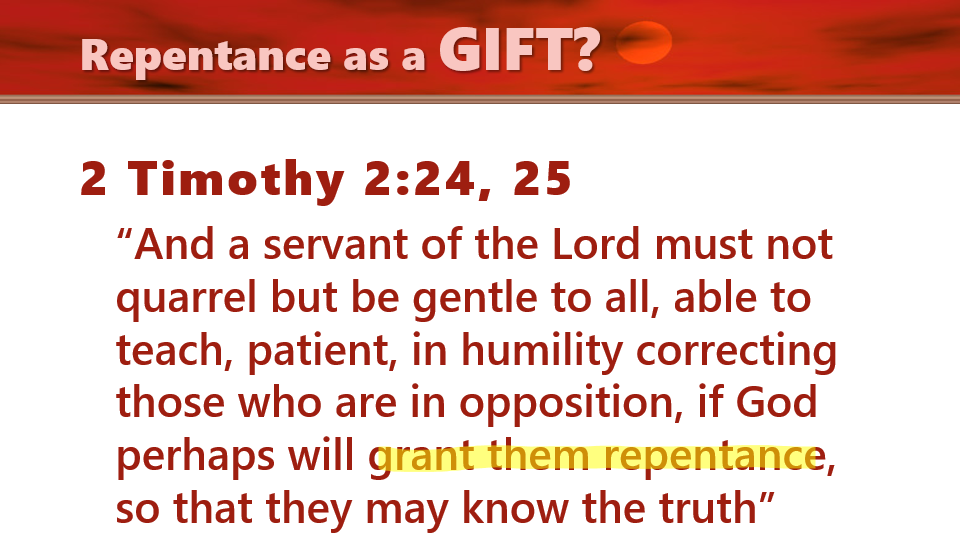 Repentance as a GIFT?
2 Timothy 2:24, 25
“And a servant of the Lord must not
quarrel but be gentle to all, able to
teach, patient, in humility correcting
those who are in opposition, if God
perhaps will grant them repentance,
so that they may know the truth”